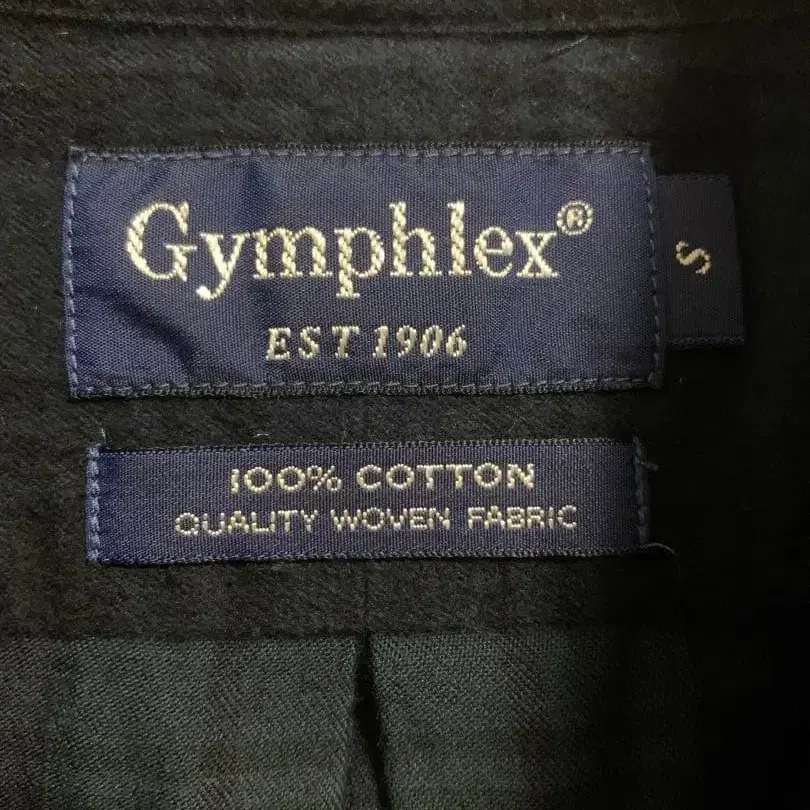 Gymphlex®
EST 1906
S
100% COTTON
QUALITY WOVEN FABRIC